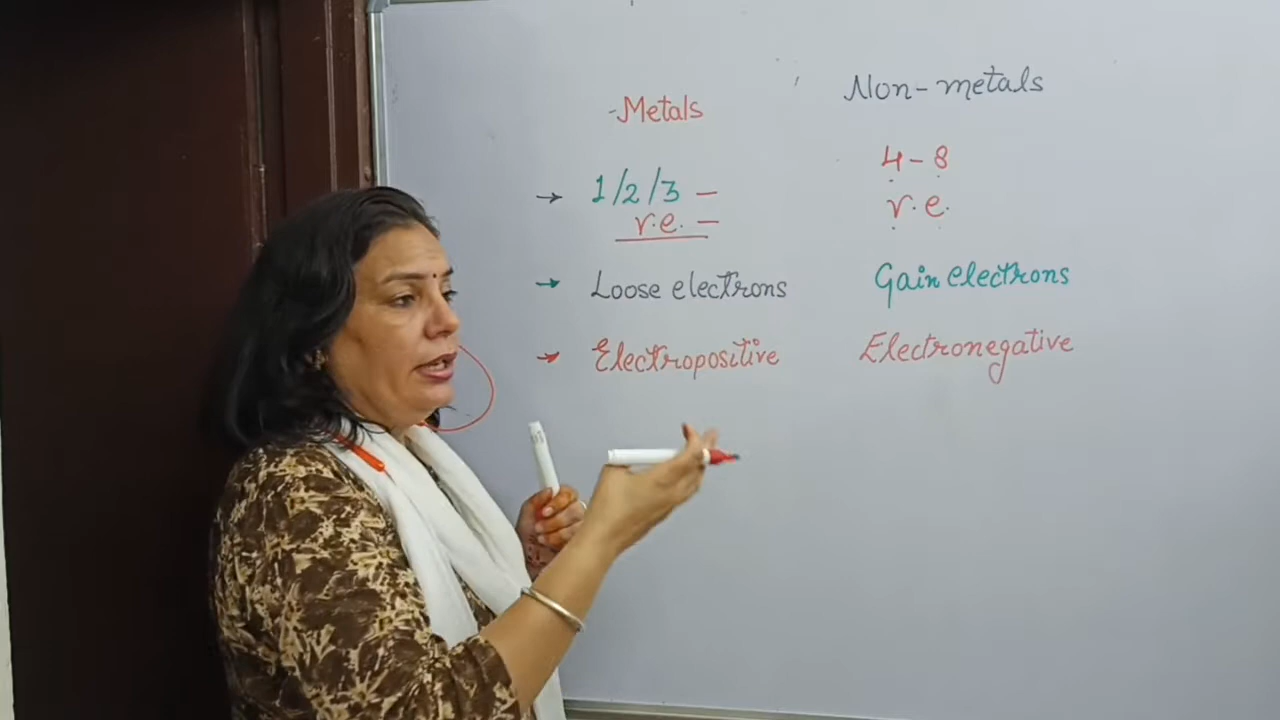 Metals Non-metals
→ 1/2/3 – 4-8
v.e. – v.e.
→ Loose electrons Gain electrons
→ Electropositive Electronegative